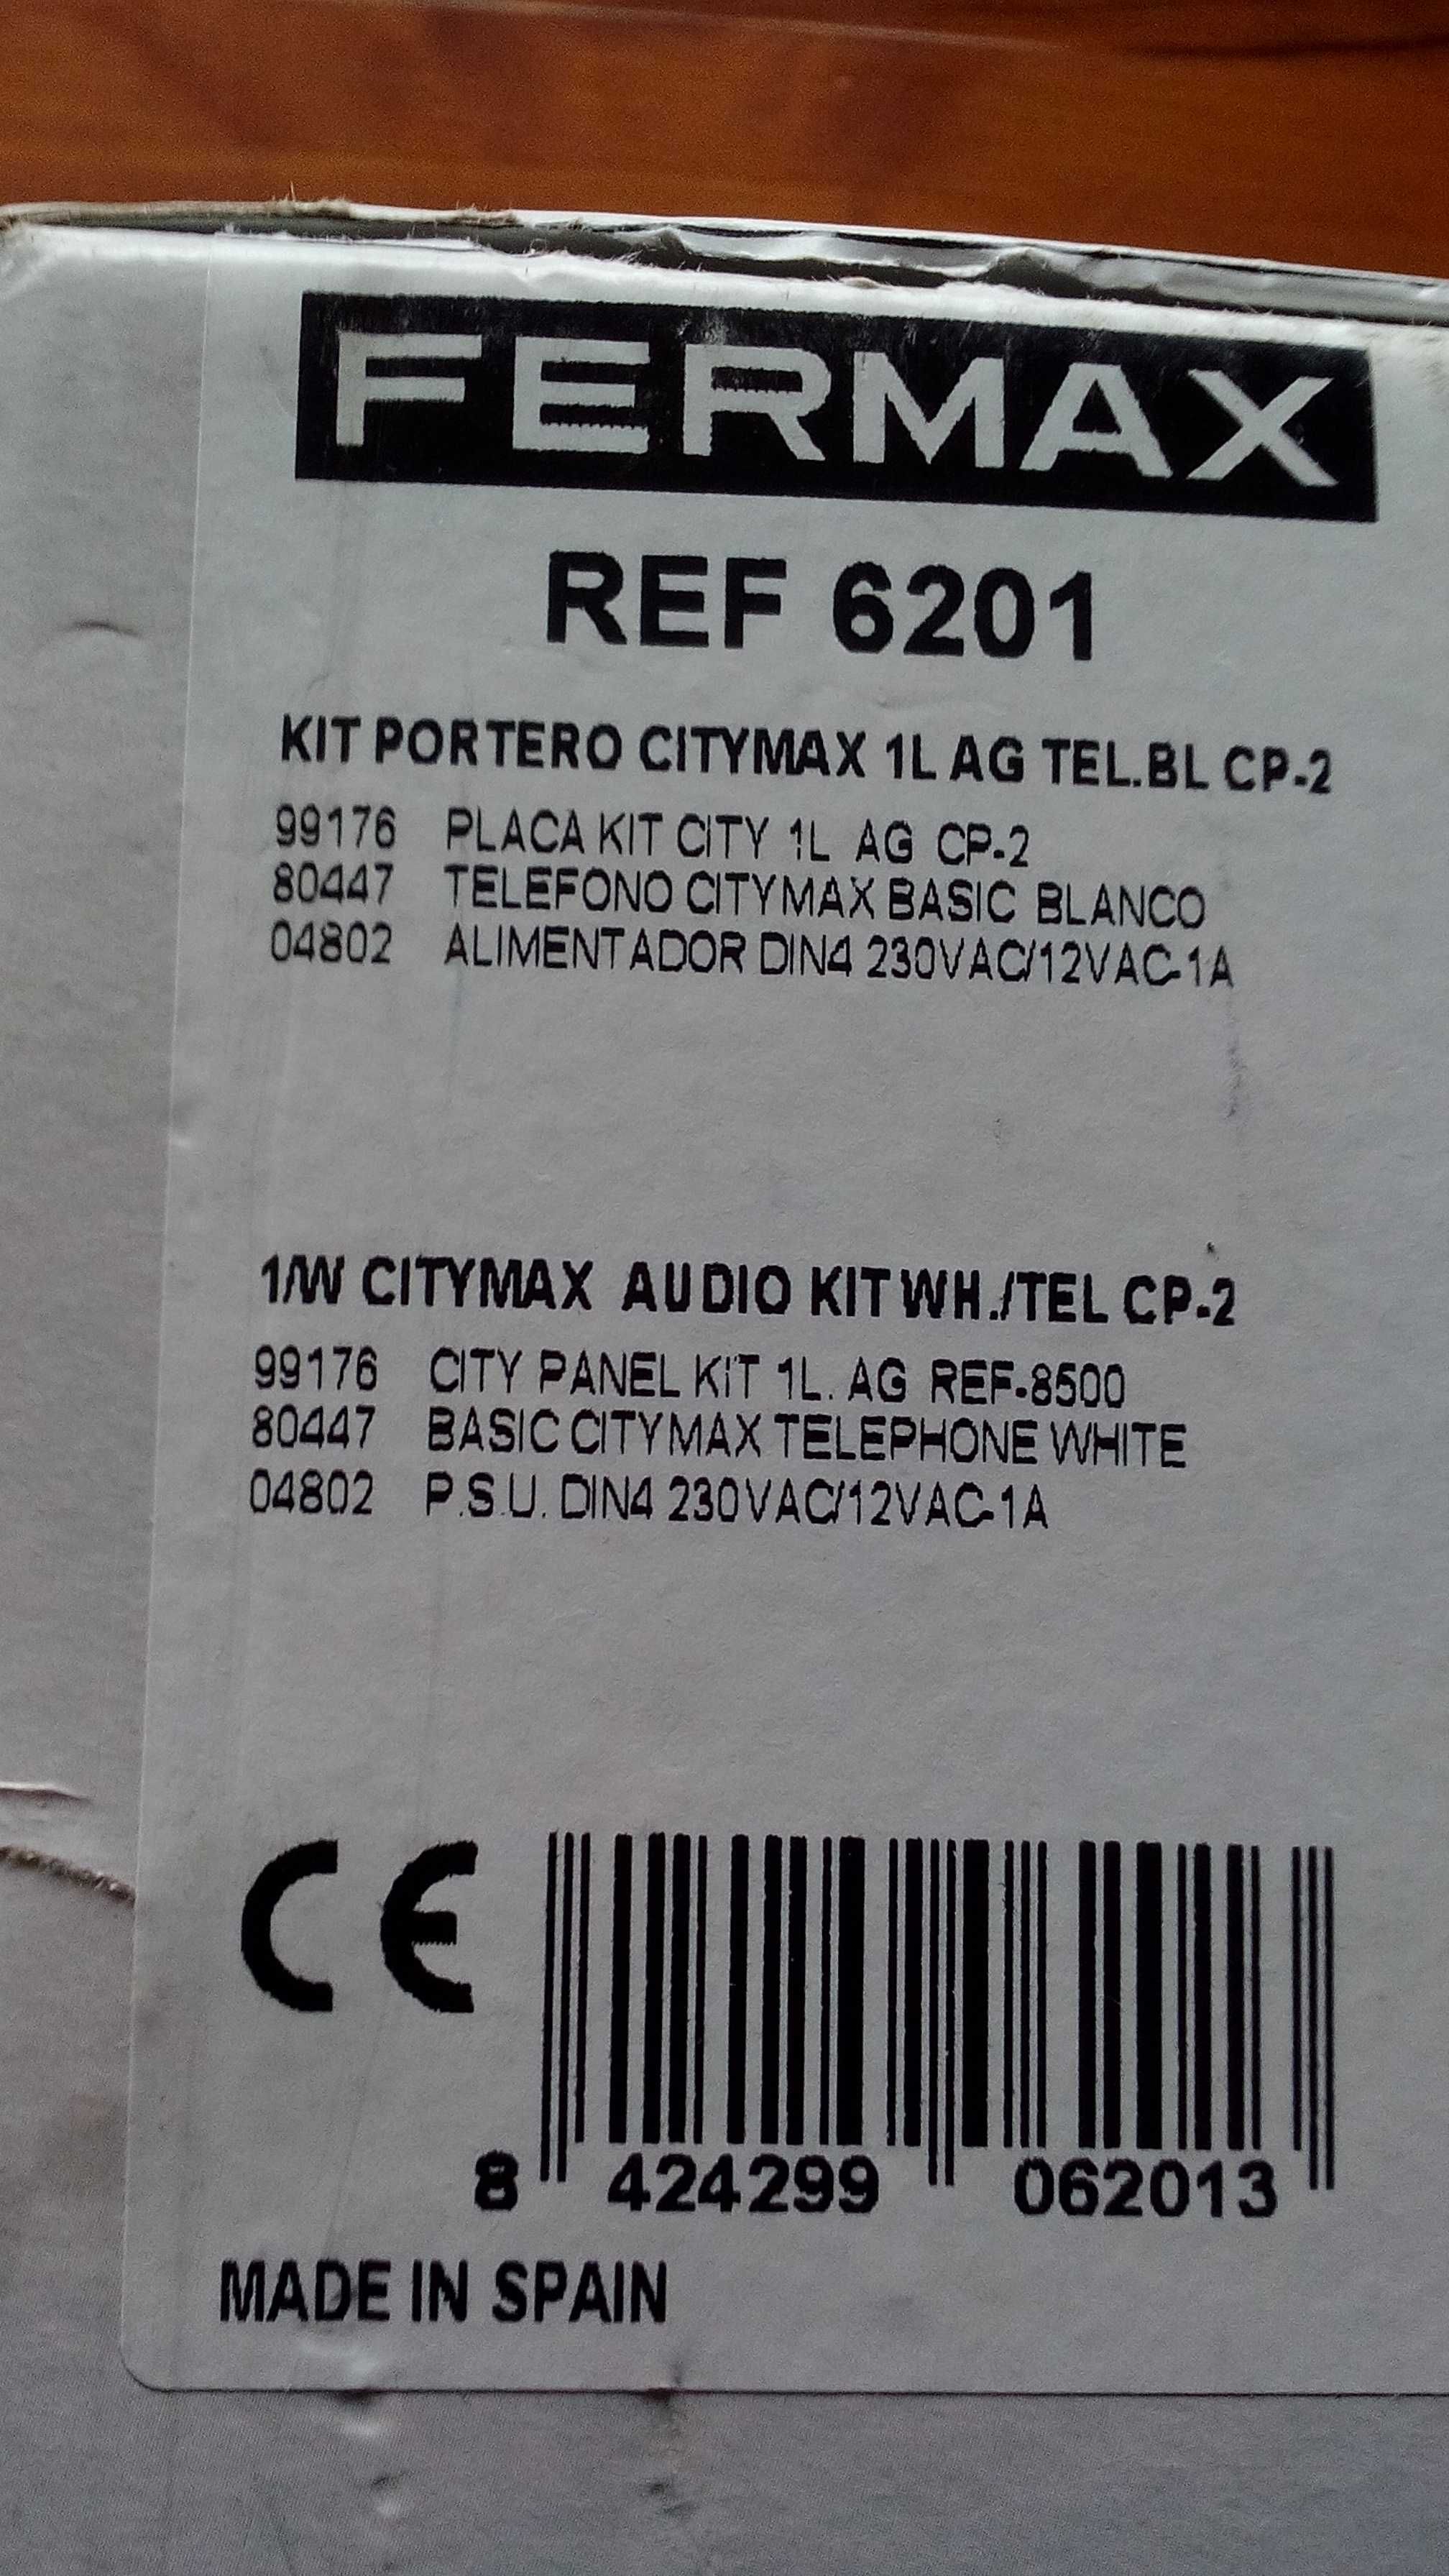 FERMAX
REF 6201
KIT PORTERO CITYMAX 1L AG TEL.BL CP-2
99176 PLACA KIT CITY 1L AG CP-2
80447 TELEFONO CITYMAX BASIC BLANCO
04802 ALIMENTADOR DIN4 230VAC/12VAC-1A
1/W CITYMAX AUDIO KIT WH./TEL CP-2
99176 CITY PANEL KIT 1L. AG REF-8500
80447 BASIC CITYMAX TELEPHONE WHITE
04802 P.S.U. DIN4 230VAC/12VAC-1A
CE
8 424299 062013
MADE IN SPAIN